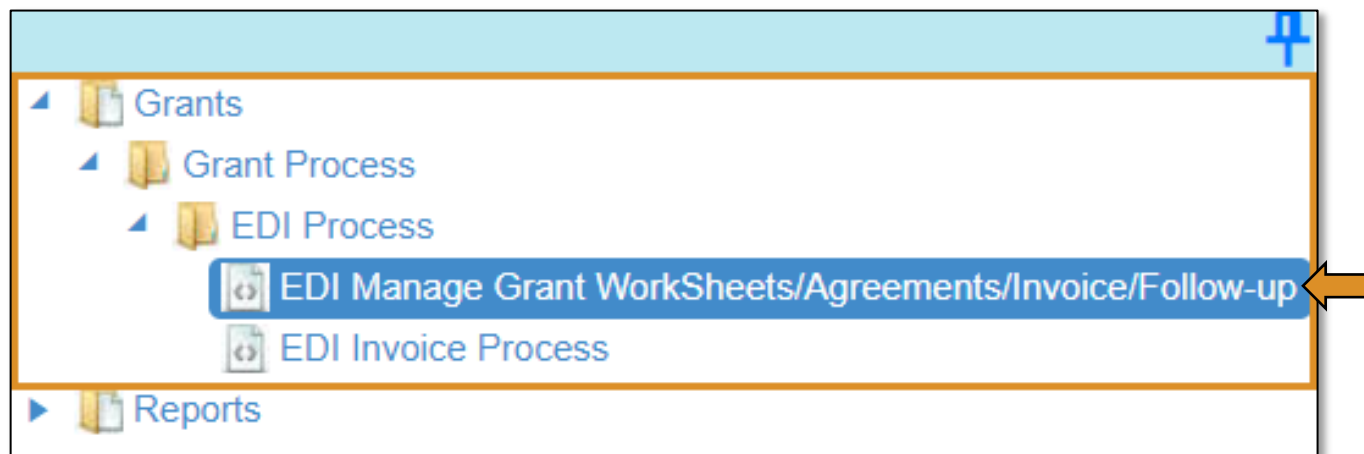 Grants
Grant Process
EDI Process
EDI Manage Grant WorkSheets/Agreements/Invoice/Follow-up
EDI Invoice Process
Reports